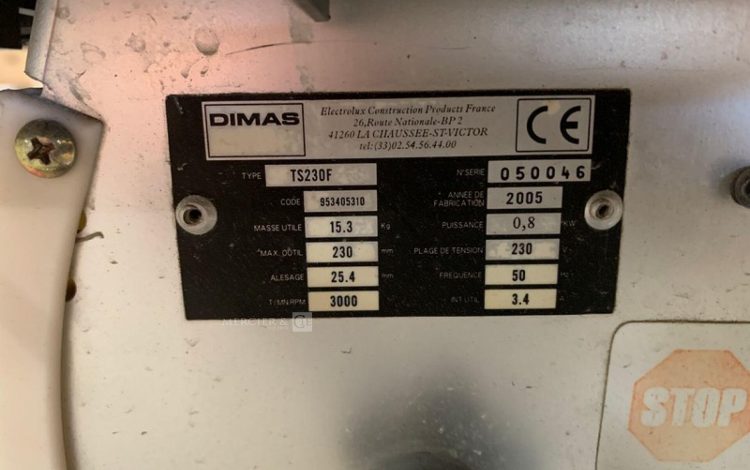 DIMAS
Electrolux Construction Products France
26,Route Nationale-BP 2
41260 LA CHAUSSEE-ST-VICTOR
tel:(33)02.54.56.44.00
CE
TYPE TS230F
N°SERIE 050046
CODE 953405310
ANNEE DE FABRICATION 2005
MASSE UTILE 15.3 Kg
PUISSANCE 0,8 KW
MAX. OUTIL 230 mm
PLAGE DE TENSION 230 V
ALESAGE 25.4 mm
FREQUENCE 50 Hz
T/MN.RPM 3000
INT.UTIL 3.4 A
MERCIER &
STOP